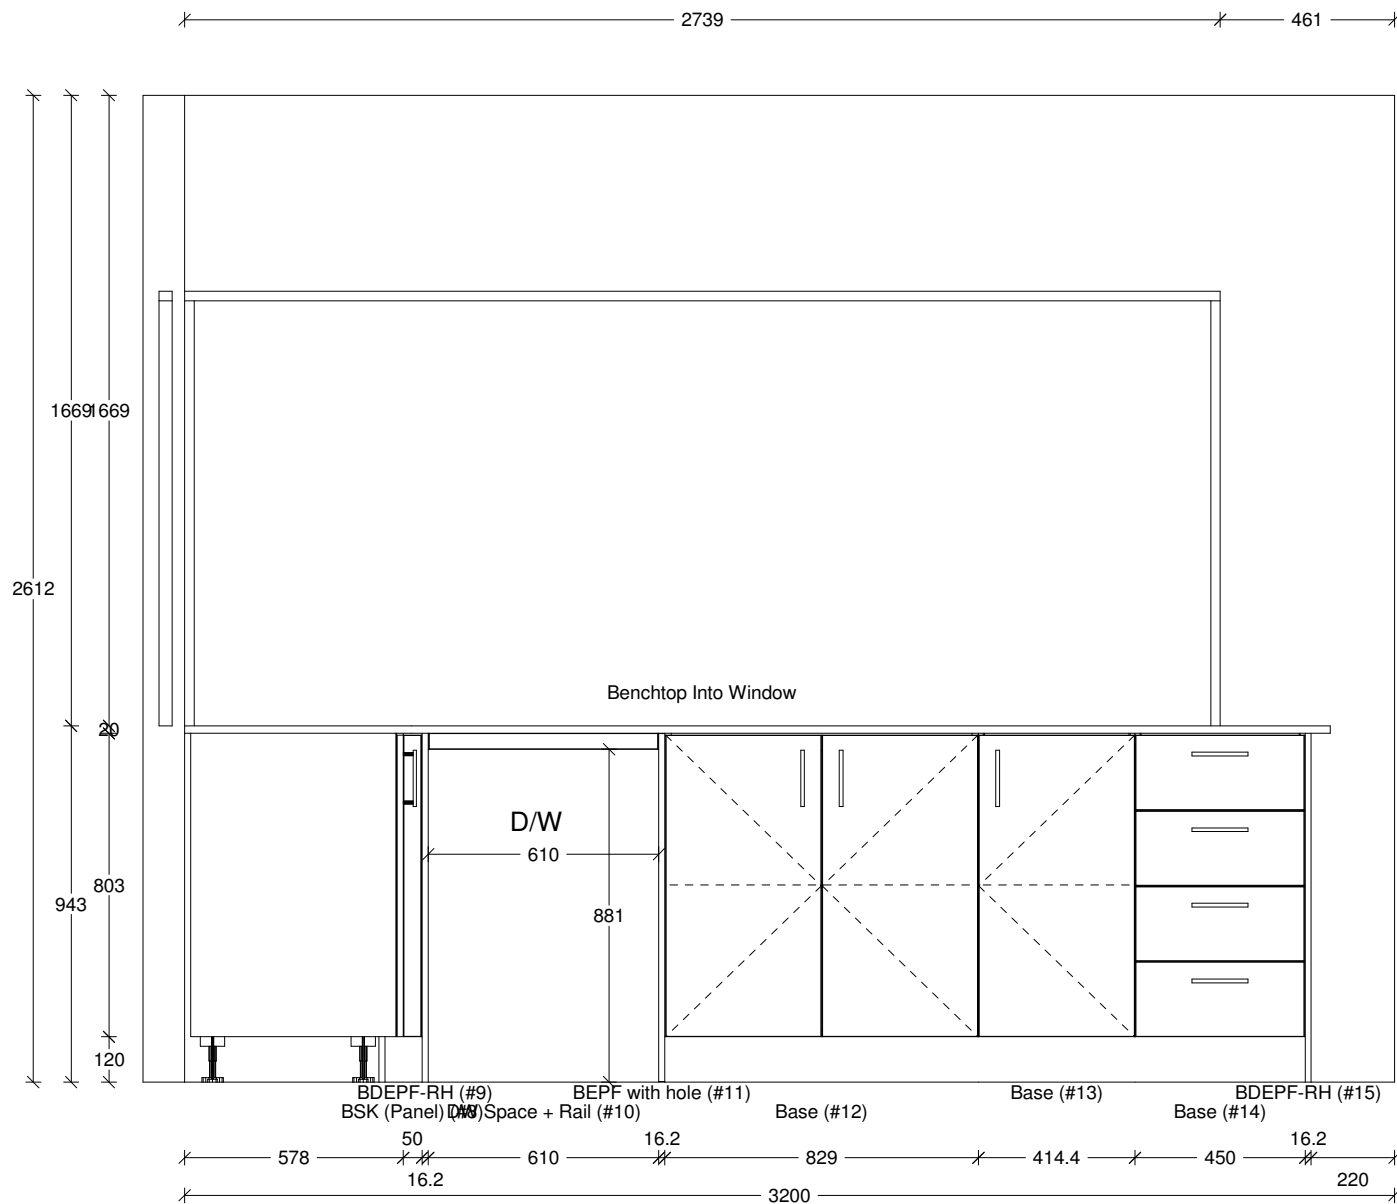 2739 461
1669 1669
2612
Benchtop Into Window
20
D/W
610
803
943
881
120
BDEPF-RH (#9) BEPF with hole (#11) Base (#13) BDEPF-RH (#15)
BSK (Panel) (#8) D/W Space + Rail (#10) Base (#12) Base (#14)
50 16.2 16.2
578 610 829 414.4 450
16.2 220
3200